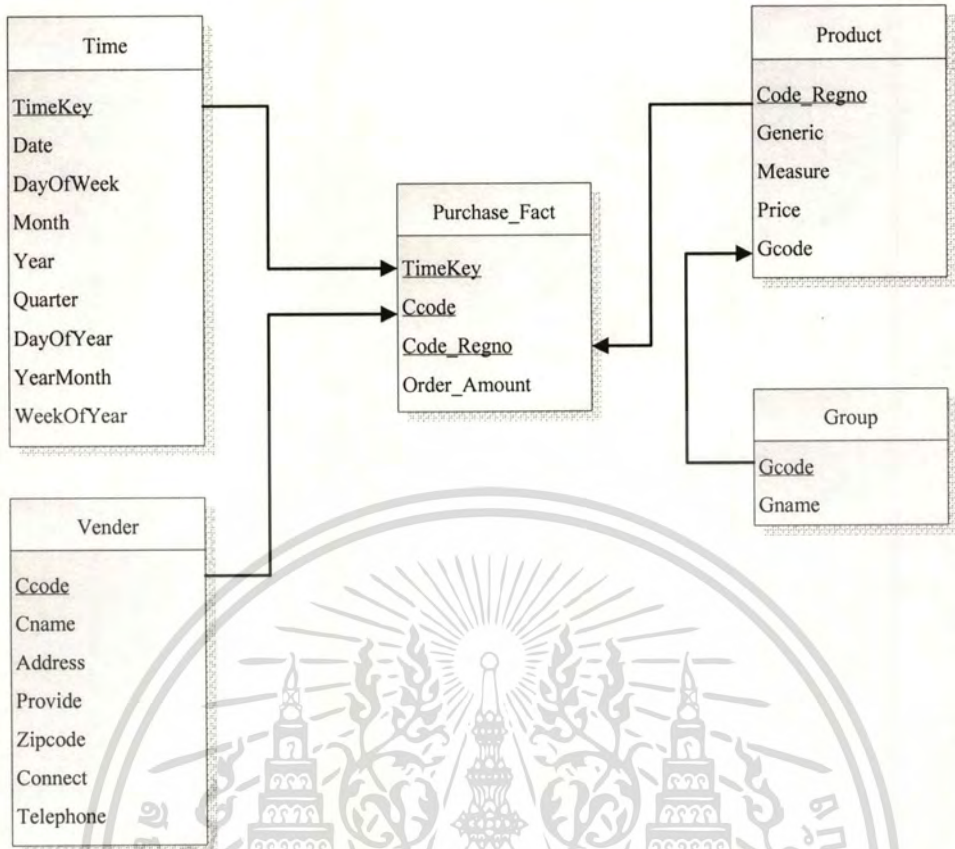 Time
TimeKey
Date
DayOfWeek
Month
Year
Quarter
DayOfYear
YearMonth
WeekOfYear
Vender
Ccode
Cname
Address
Provide
Zipcode
Connect
Telephone
Purchase_Fact
TimeKey
Ccode
Code_Regno
Order_Amount
Product
Code_Regno
Generic
Measure
Price
Gcode
Group
Gcode
Gname